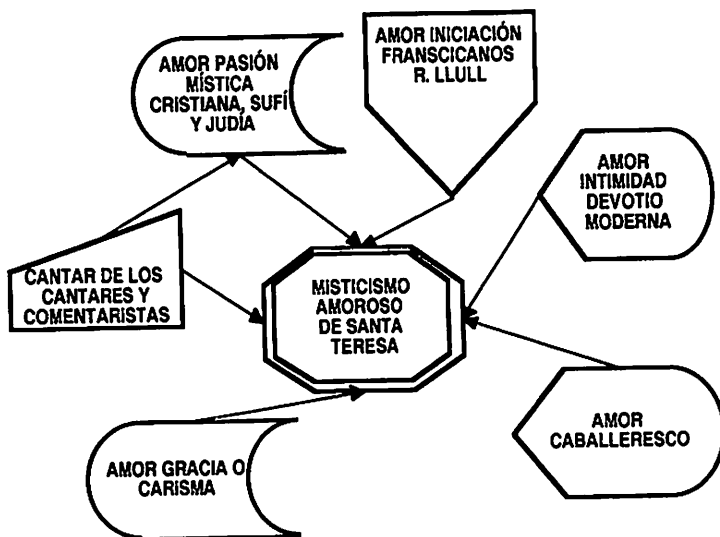 AMOR PASIÓN
MÍSTICA
CRISTIANA, SUFÍ
Y JUDÍA
AMOR INICIACIÓN
FRANSCICANOS
R. LLULL
AMOR
INTIMIDAD
DEVOTIO
MODERNA
CANTAR DE LOS
CANTARES Y
COMENTARISTAS
MISTICISMO
AMOROSO
DE SANTA
TERESA
AMOR
CABALLERESCO
AMOR GRACIA O
CARISMA